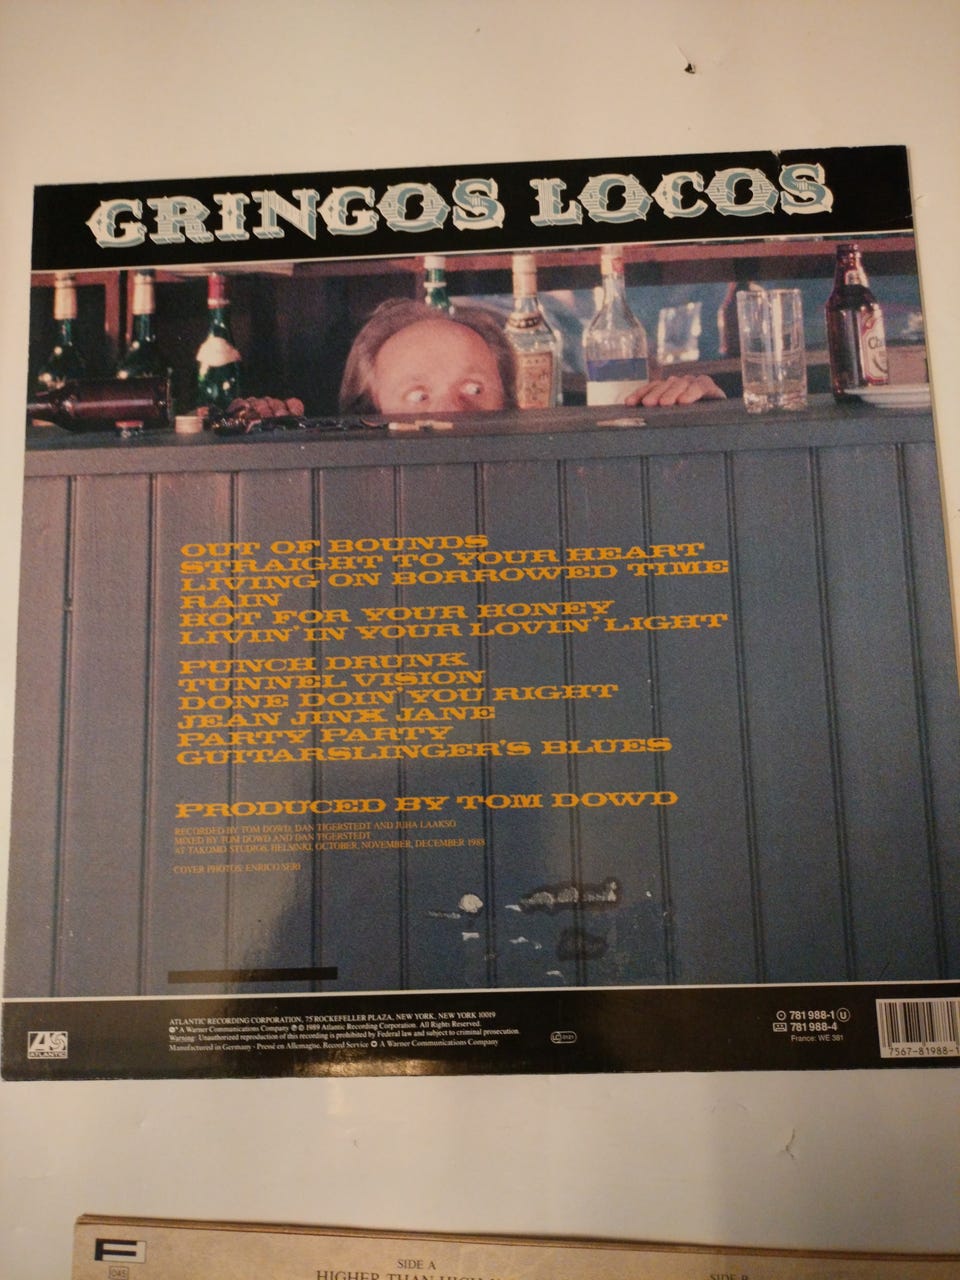 GRINGOS LOCOS
OUT OF BOUNDS
STRAIGHT TO YOUR HEART
LIVING ON BORROWED TIME
RAIN
HOT FOR YOUR HONEY
LIVIN' IN YOUR LOVIN' LIGHT
PUNCH DRUNK
TUNNEL VISION
DONE DOIN' YOU RIGHT
JEAN JINX JANE
PARTY PARTY
GUITARSLINGER'S BLUES
PRODUCED BY TOM DOWD
RECORDED BY TOM DOWD, DAN TIGERSTEDT AND JUHA LAAKSO
MIXED BY TOM DOWD AND DAN TIGERSTEDT
AT TAKOMO STUDIOS, HELSINKI, OCTOBER, NOVEMBER, DECEMBER 1988
COVER PHOTOS: ENRICO SERI
ATLANTIC
ATLANTIC RECORDING CORPORATION, 75 ROCKEFELLER PLAZA, NEW YORK, NEW YORK 10019
A Warner Communications Company ℗ © 1989 Atlantic Recording Corporation. All Rights Reserved.
Warning: Unauthorized reproduction of this recording is prohibited by Federal law and subject to criminal prosecution.
Manufactured in Germany · Pressé en Allemagne. Record Service A Warner Communications Company
LC 0121
781 988-1 U
781 988-4
France: WE 381
7567-81988-1
F
045
SIDE A
HIGHER THAN HIGH
SIDE B